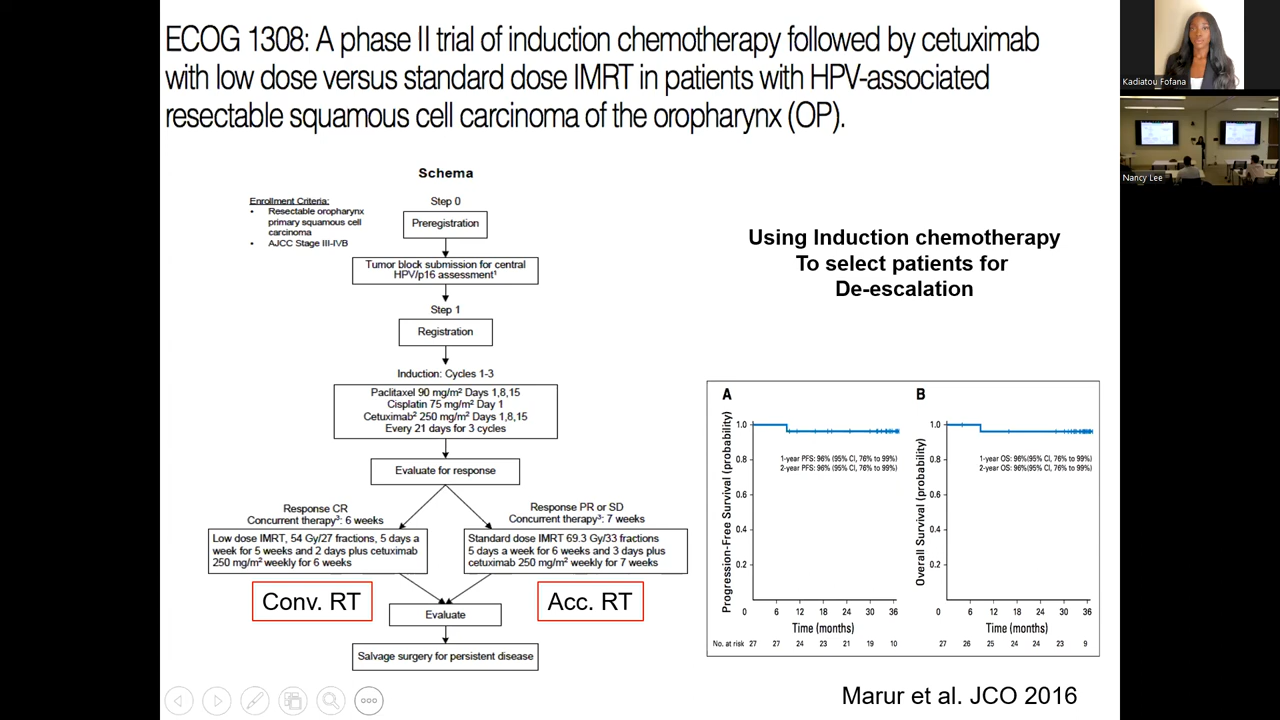 ECOG 1308: A phase II trial of induction chemotherapy followed by cetuximab
with low dose versus standard dose IMRT in patients with HPV-associated
resectable squamous cell carcinoma of the oropharynx (OP).
Schema
Enrollment Criteria:
• Resectable oropharynx
primary squamous cell
carcinoma
• AJCC Stage III-IVB
Step 0
Preregistration
Tumor block submission for central
HPV/p16 assessment¹
Step 1
Registration
Induction: Cycles 1-3
Paclitaxel 90 mg/m² Days 1,8,15
Cisplatin 75 mg/m² Day 1
Cetuximab² 250 mg/m² Days 1,8,15
Every 21 days for 3 cycles
Evaluate for response
Response CR
Concurrent therapy³: 6 weeks
Low dose IMRT, 54 Gy/27 fractions, 5 days a
week for 5 weeks and 2 days plus cetuximab
250 mg/m² weekly for 6 weeks
Response PR or SD
Concurrent therapy³: 7 weeks
Standard dose IMRT 69.3 Gy/33 fractions
5 days a week for 6 weeks and 3 days plus
cetuximab 250 mg/m² weekly for 7 weeks
Conv. RT
Acc. RT
Evaluate
Salvage surgery for persistent disease
Using Induction chemotherapy
To select patients for
De-escalation
A
Progression-Free Survival (probability)
1.0
0.8
0.6
0.4
0.2
1-year PFS: 96% (95% CI, 76% to 99%)
2-year PFS: 96% (95% CI, 76% to 99%)
0 6 12 18 24 30 36
Time (months)
No. at risk 27 27 24 23 21 19 10
B
Overall Survival (probability)
1.0
0.8
0.6
0.4
0.2
1-year OS: 96%(95% CI, 76% to 99%)
2-year OS: 96%(95% CI, 76% to 99%)
0 6 12 18 24 30 36
Time (months)
27 26 25 24 24 23 9
Marur et al. JCO 2016
Kadiatou Fofana
Nancy Lee